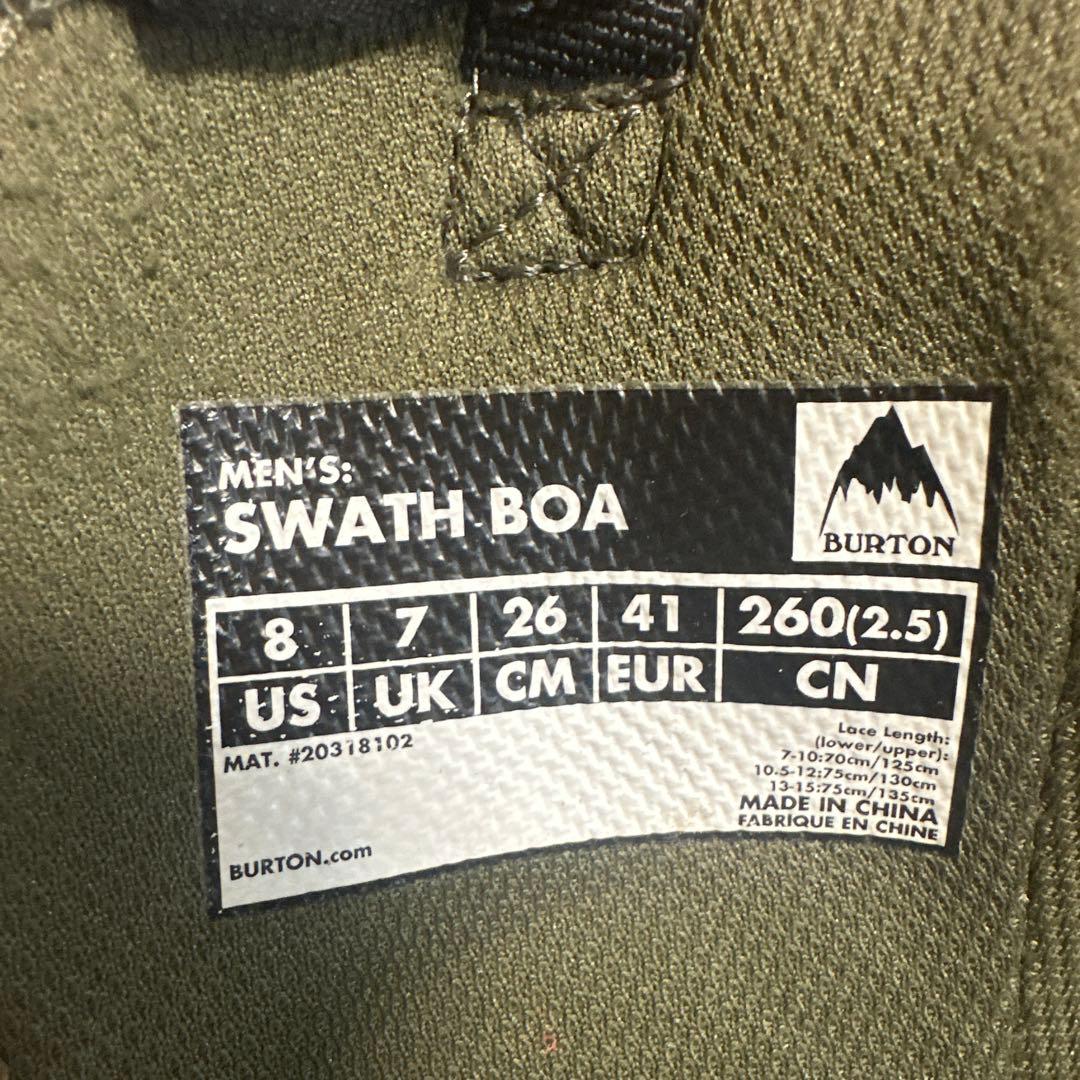 MEN'S:
SWATH BOA
BURTON
8 7 26 41 260(2.5)
US UK CM EUR CN
MAT. #20318102
Lace Length:
(lower/upper):
7-10:70cm/125cm
10.5-12:75cm/130cm
13-15:75cm/135cm
MADE IN CHINA
FABRIQUE EN CHINE
BURTON.com